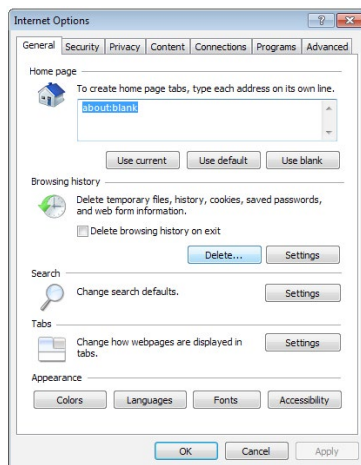 Internet Options
General Security Privacy Content Connections Programs Advanced
Home page
To create home page tabs, type each address on its own line.
about:blank
Use current Use default Use blank
Browsing history
Delete temporary files, history, cookies, saved passwords,
and web form information.
Delete browsing history on exit
Delete... Settings
Search
Change search defaults. Settings
Tabs
Change how webpages are displayed in
tabs. Settings
Appearance
Colors Languages Fonts Accessibility
OK Cancel Apply